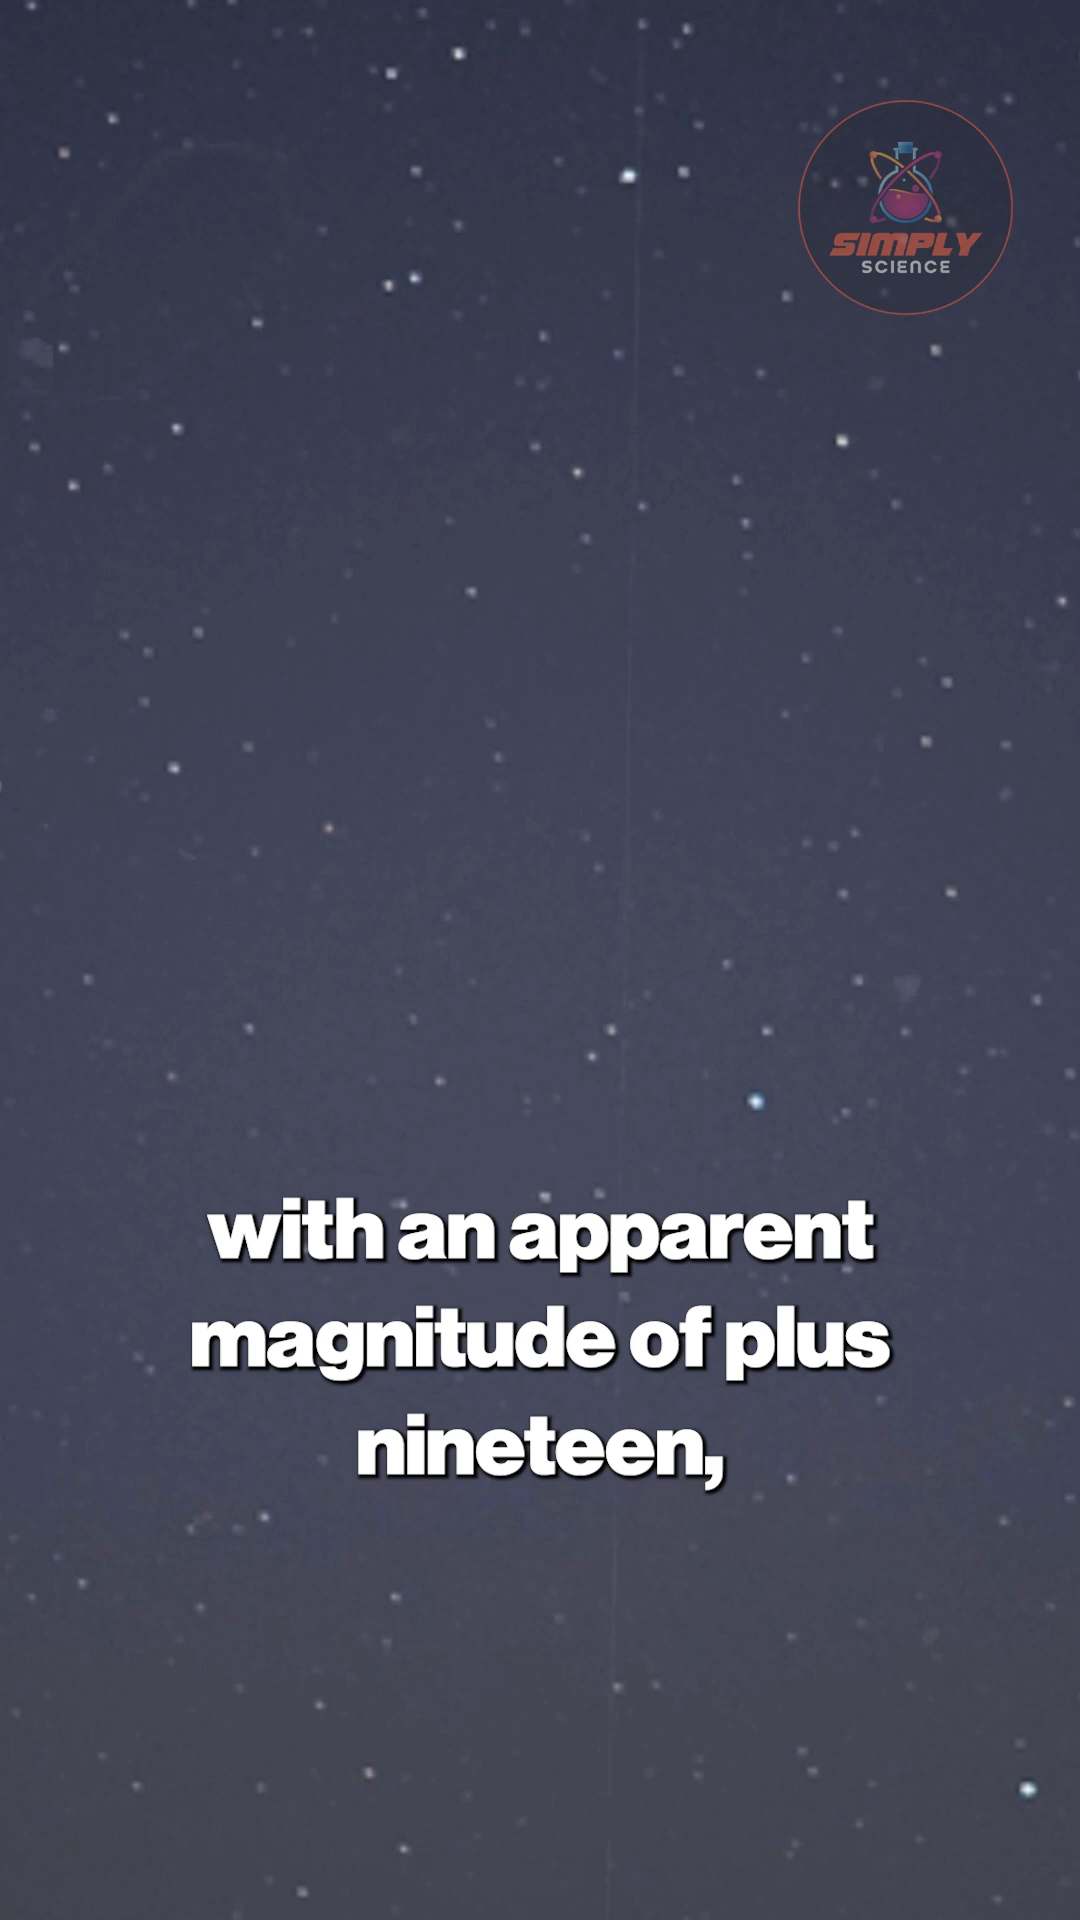 SIMPLY
SCIENCE
with an apparent
magnitude of plus
nineteen,